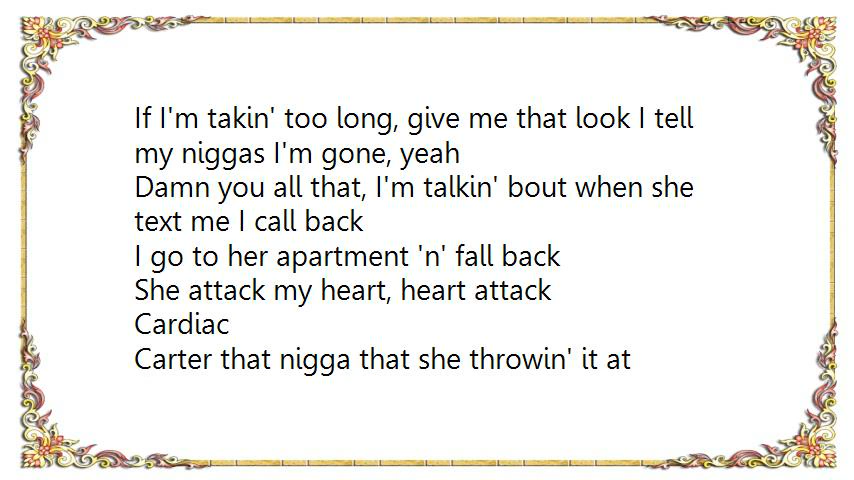 If I'm takin' too long, give me that look I tell
my niggas I'm gone, yeah
Damn you all that, I'm talkin' bout when she
text me I call back
I go to her apartment 'n' fall back
She attack my heart, heart attack
Cardiac
Carter that nigga that she throwin' it at